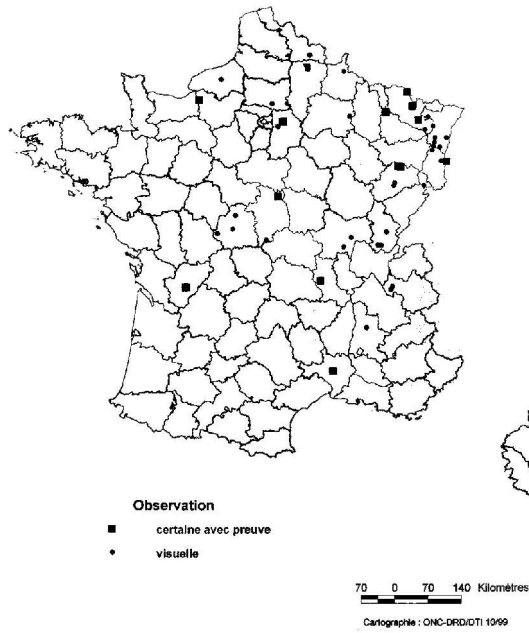 Observation
certaine avec preuve
visuelle
70 0 70 140 Kilomètres
Cartographie : ONC-DRD/DTI 10/99